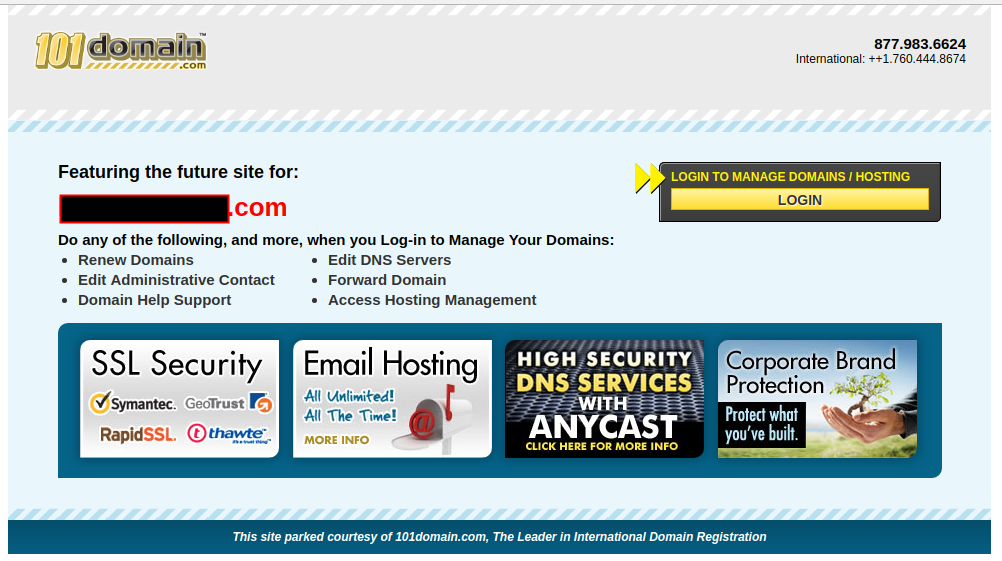 101domain™
.com
877.983.6624
International: ++1.760.444.8674
Featuring the future site for:
.com
LOGIN TO MANAGE DOMAINS / HOSTING
LOGIN
Do any of the following, and more, when you Log-in to Manage Your Domains:
Renew Domains
Edit Administrative Contact
Domain Help Support
Edit DNS Servers
Forward Domain
Access Hosting Management
SSL Security
Symantec.
GeoTrust
RapidSSL.
thawte™
it's a trust thing™
Email Hosting
All Unlimited!
All The Time!
MORE INFO
@
HIGH SECURITY
DNS SERVICES
WITH
ANYCAST
CLICK HERE FOR MORE INFO
Corporate Brand
Protection
Protect what
you've built.
This site parked courtesy of 101domain.com, The Leader in International Domain Registration